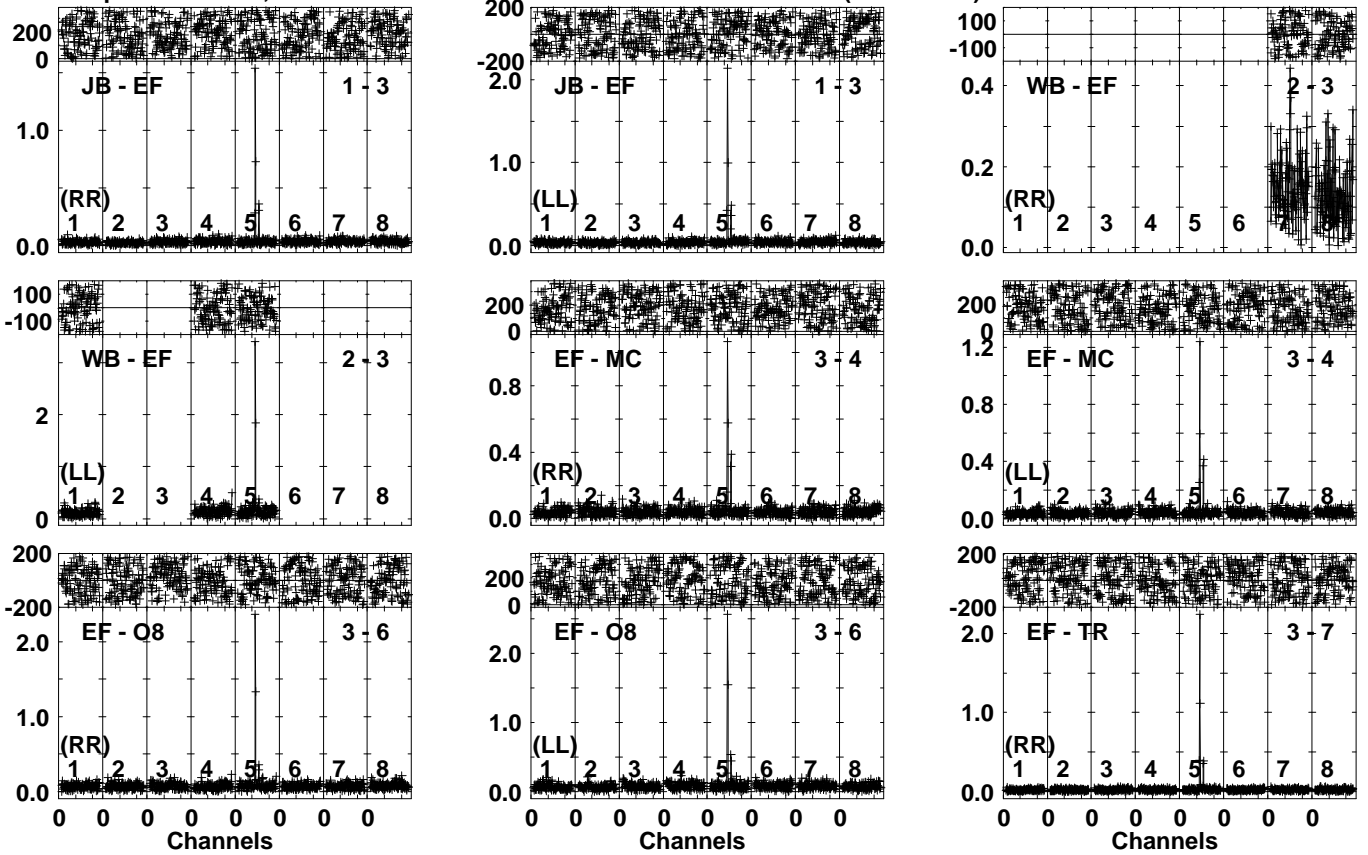 200
0
JB - EF
1 - 3
1.0
(RR)
1 2 3 4 5 6 7 8
0.0
200
-200
2.0
JB - EF
1 - 3
1.0
(LL)
1 2 3 4 5 6 7 8
0.0
100
-100
0.4
WB - EF
2 - 3
0.2
(RR)
1 2 3 4 5 6 7
0.0
100
-100
WB - EF
2 - 3
2
(LL)
1 2 3 4 5 6 7 8
0
200
0
EF - MC
3 - 4
0.8
0.4
(RR)
1 2 3 4 5 6 7 8
0.0
200
0
1.2
EF - MC
3 - 4
0.8
0.4
(LL)
1 2 3 4 5 6 7 8
0.0
200
-200
2.0
EF - O8
3 - 6
1.0
(RR)
1 2 3 4 5 6 7 8
0.0
0 0 0 0 0 0 0 0
Channels
200
0
2.0
EF - O8
3 - 6
1.0
(LL)
1 2 3 4 5 6 7 8
0.0
0 0 0 0 0 0 0 0
Channels
200
-200
2.0
EF - TR
3 - 7
1.0
(RR)
1 2 3 4 5 6 7 8
0.0
0 0 0 0 0 0 0 0
Channels